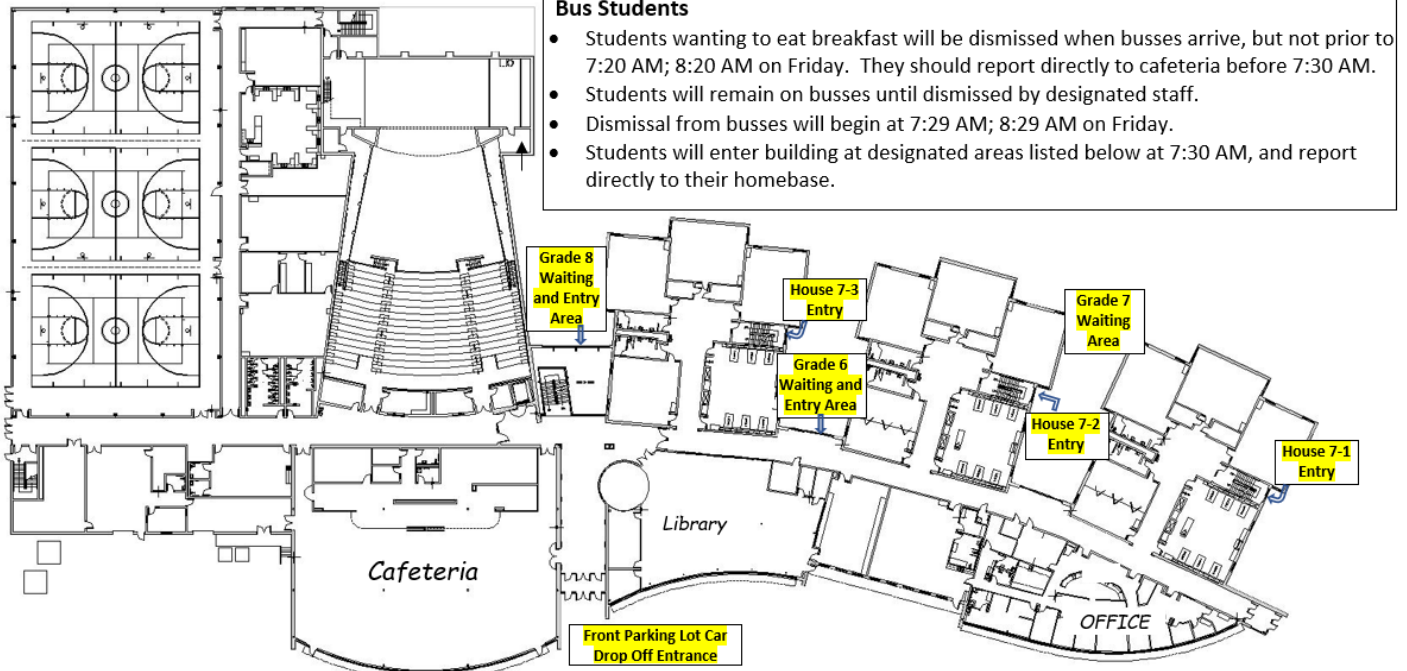 Bus Students
• Students wanting to eat breakfast will be dismissed when busses arrive, but not prior to
7:20 AM; 8:20 AM on Friday.  They should report directly to cafeteria before 7:30 AM.
• Students will remain on busses until dismissed by designated staff.
• Dismissal from busses will begin at 7:29 AM; 8:29 AM on Friday.
• Students will enter building at designated areas listed below at 7:30 AM, and report
directly to their homebase.
Grade 8
Waiting
and Entry
Area
House 7-3
Entry
Grade 7
Waiting
Area
Grade 6
Waiting and
Entry Area
House 7-2
Entry
House 7-1
Entry
Library
Cafeteria
OFFICE
Front Parking Lot Car
Drop Off Entrance